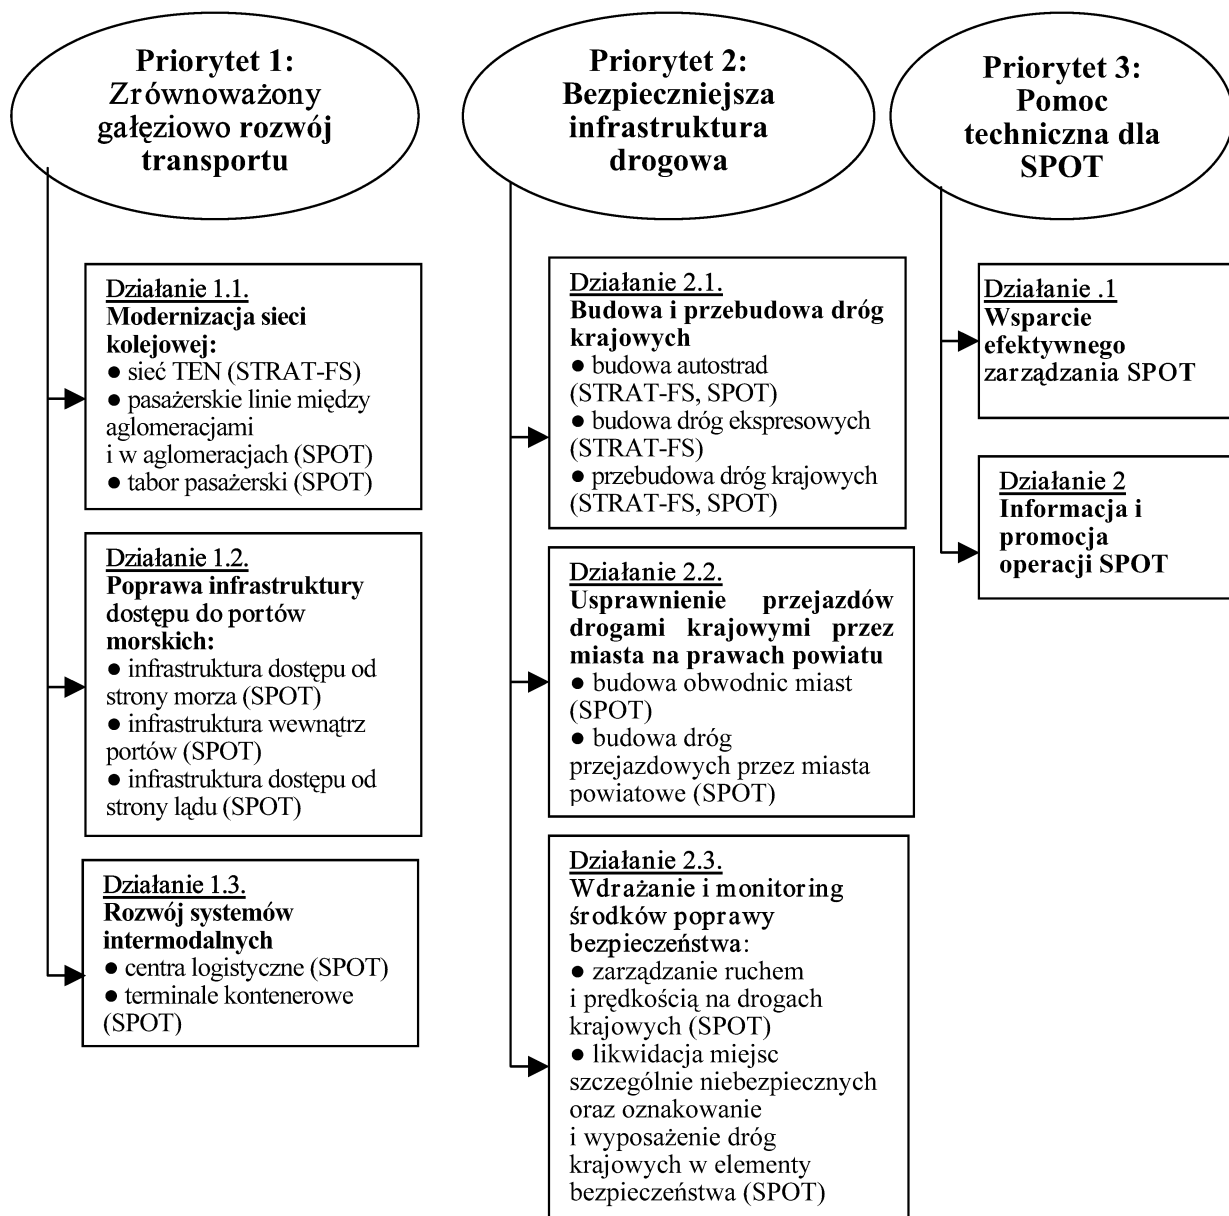 Priorytet 1:
Zrównoważony
gałęziowo rozwój
transportu
Działanie 1.1.
Modernizacja sieci
kolejowej:
● sieć TEN (STRAT-FS)
● pasażerskie linie między
aglomeracjami
i w aglomeracjach (SPOT)
● tabor pasażerski (SPOT)
Działanie 1.2.
Poprawa infrastruktury
dostępu do portów
morskich:
● infrastruktura dostępu od
strony morza (SPOT)
● infrastruktura wewnątrz
portów (SPOT)
● infrastruktura dostępu od
strony lądu (SPOT)
Działanie 1.3.
Rozwój systemów
intermodalnych
● centra logistyczne (SPOT)
● terminale kontenerowe
(SPOT)
Priorytet 2:
Bezpieczniejsza
infrastruktura
drogowa
Działanie 2.1.
Budowa i przebudowa dróg
krajowych
● budowa autostrad
(STRAT-FS, SPOT)
● budowa dróg ekspresowych
(STRAT-FS)
● przebudowa dróg krajowych
(STRAT-FS, SPOT)
Działanie 2.2.
Usprawnienie przejazdów
drogami krajowymi przez
miasta na prawach powiatu
● budowa obwodnic miast
(SPOT)
● budowa dróg
przejazdowych przez miasta
powiatowe (SPOT)
Działanie 2.3.
Wdrażanie i monitoring
środków poprawy
bezpieczeństwa:
● zarządzanie ruchem
i prędkością na drogach
krajowych (SPOT)
● likwidacja miejsc
szczególnie niebezpiecznych
oraz oznakowanie
i wyposażenie dróg
krajowych w elementy
bezpieczeństwa (SPOT)
Priorytet 3:
Pomoc
techniczna dla
SPOT
Działanie .1
Wsparcie
efektywnego
zarządzania SPOT
Działanie 2
Informacja i
promocja
operacji SPOT